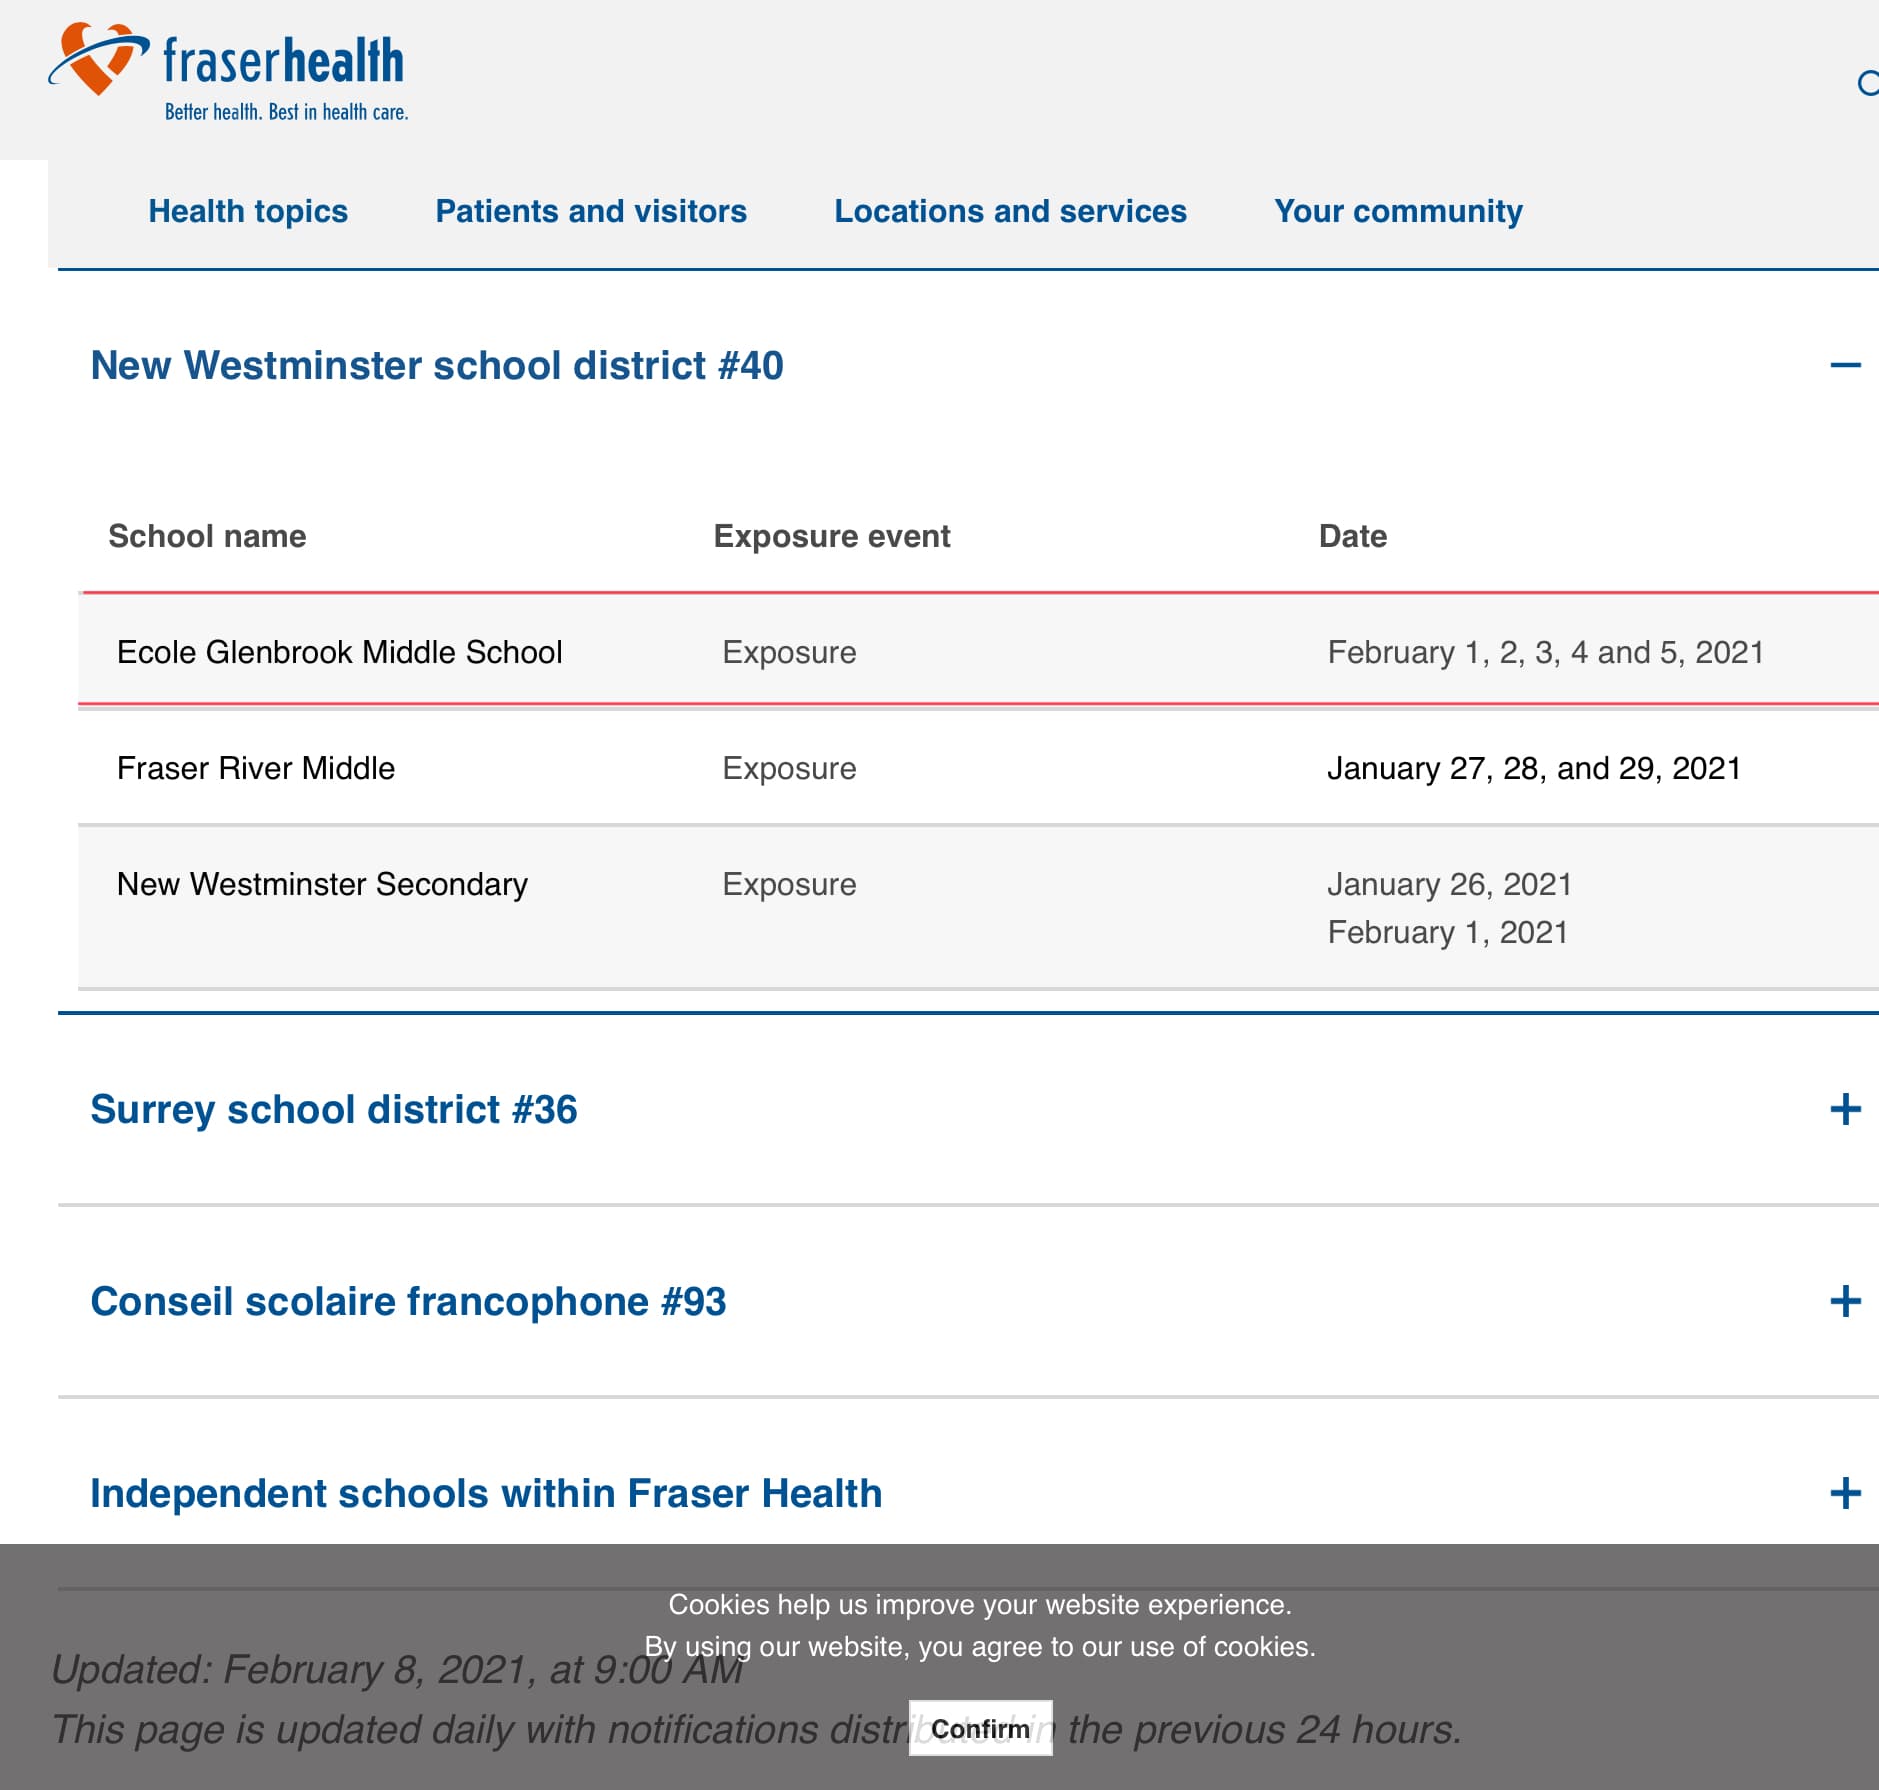 fraserhealth
Better health. Best in health care.
Health topics Patients and visitors Locations and services Your community
New Westminster school district #40
School name Exposure event Date
Ecole Glenbrook Middle School Exposure February 1, 2, 3, 4 and 5, 2021
Fraser River Middle Exposure January 27, 28, and 29, 2021
New Westminster Secondary Exposure January 26, 2021
February 1, 2021
Surrey school district #36
Conseil scolaire francophone #93
Independent schools within Fraser Health
Cookies help us improve your website experience.
By using our website, you agree to our use of cookies.
Updated: February 8, 2021, at 9:00 AM
This page is updated daily with notifications distributed in the previous 24 hours.
Confirm